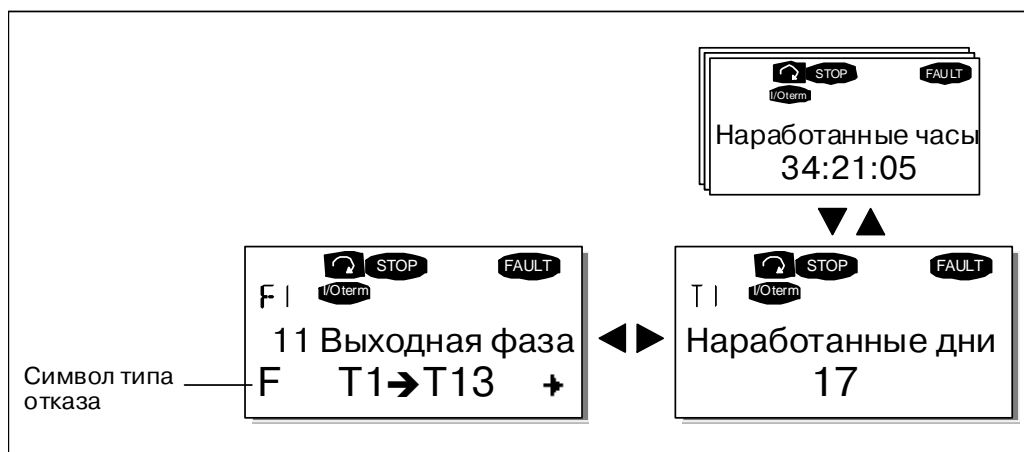 STOP FAULT
I/Oterm
Наработанные часы
34:21:05
STOP FAULT
F1 I/Oterm
11 Выходная фаза
F T1➔T13
Символ типа
отказа
STOP FAULT
T1 I/Oterm
Наработанные дни
17